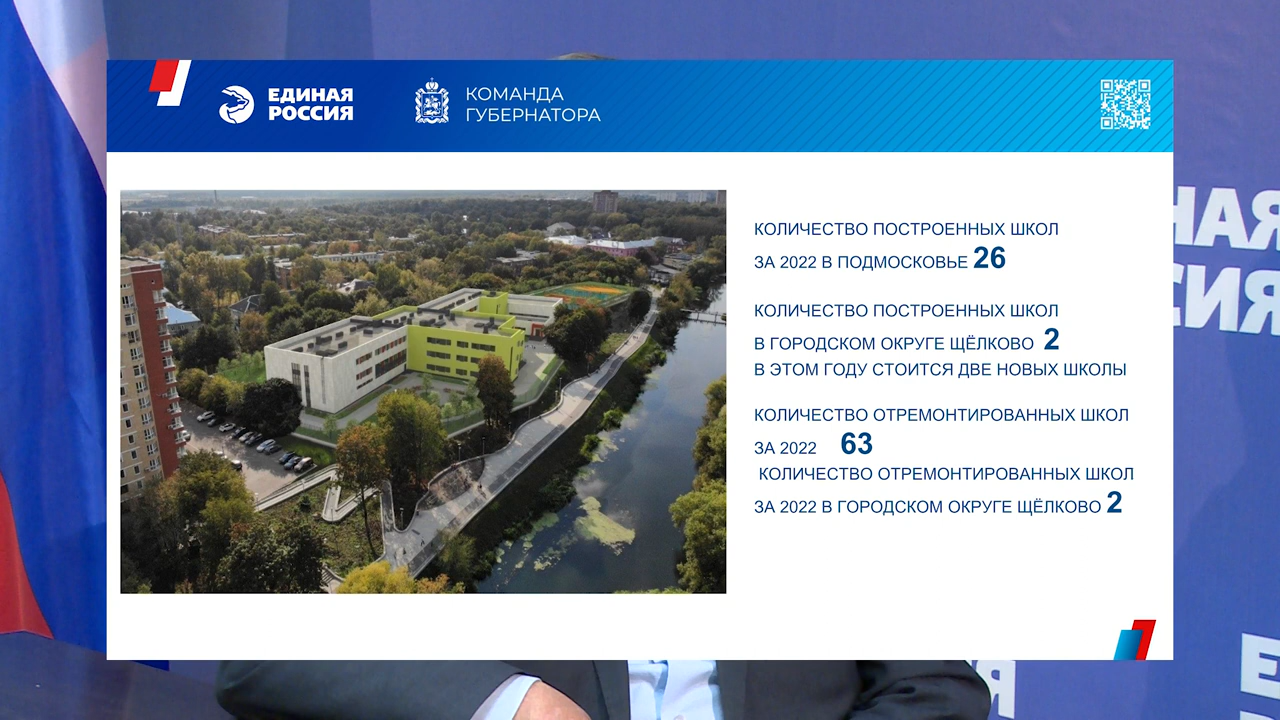 ЕДИНАЯ
РОССИЯ
КОМАНДА
ГУБЕРНАТОРА
КОЛИЧЕСТВО ПОСТРОЕННЫХ ШКОЛ
ЗА 2022 В ПОДМОСКОВЬЕ 26
КОЛИЧЕСТВО ПОСТРОЕННЫХ ШКОЛ
В ГОРОДСКОМ ОКРУГЕ ЩЁЛКОВО 2
В ЭТОМ ГОДУ СТОИТСЯ ДВЕ НОВЫХ ШКОЛЫ
КОЛИЧЕСТВО ОТРЕМОНТИРОВАННЫХ ШКОЛ
ЗА 2022 63
КОЛИЧЕСТВО ОТРЕМОНТИРОВАННЫХ ШКОЛ
ЗА 2022 В ГОРОДСКОМ ОКРУГЕ ЩЁЛКОВО 2